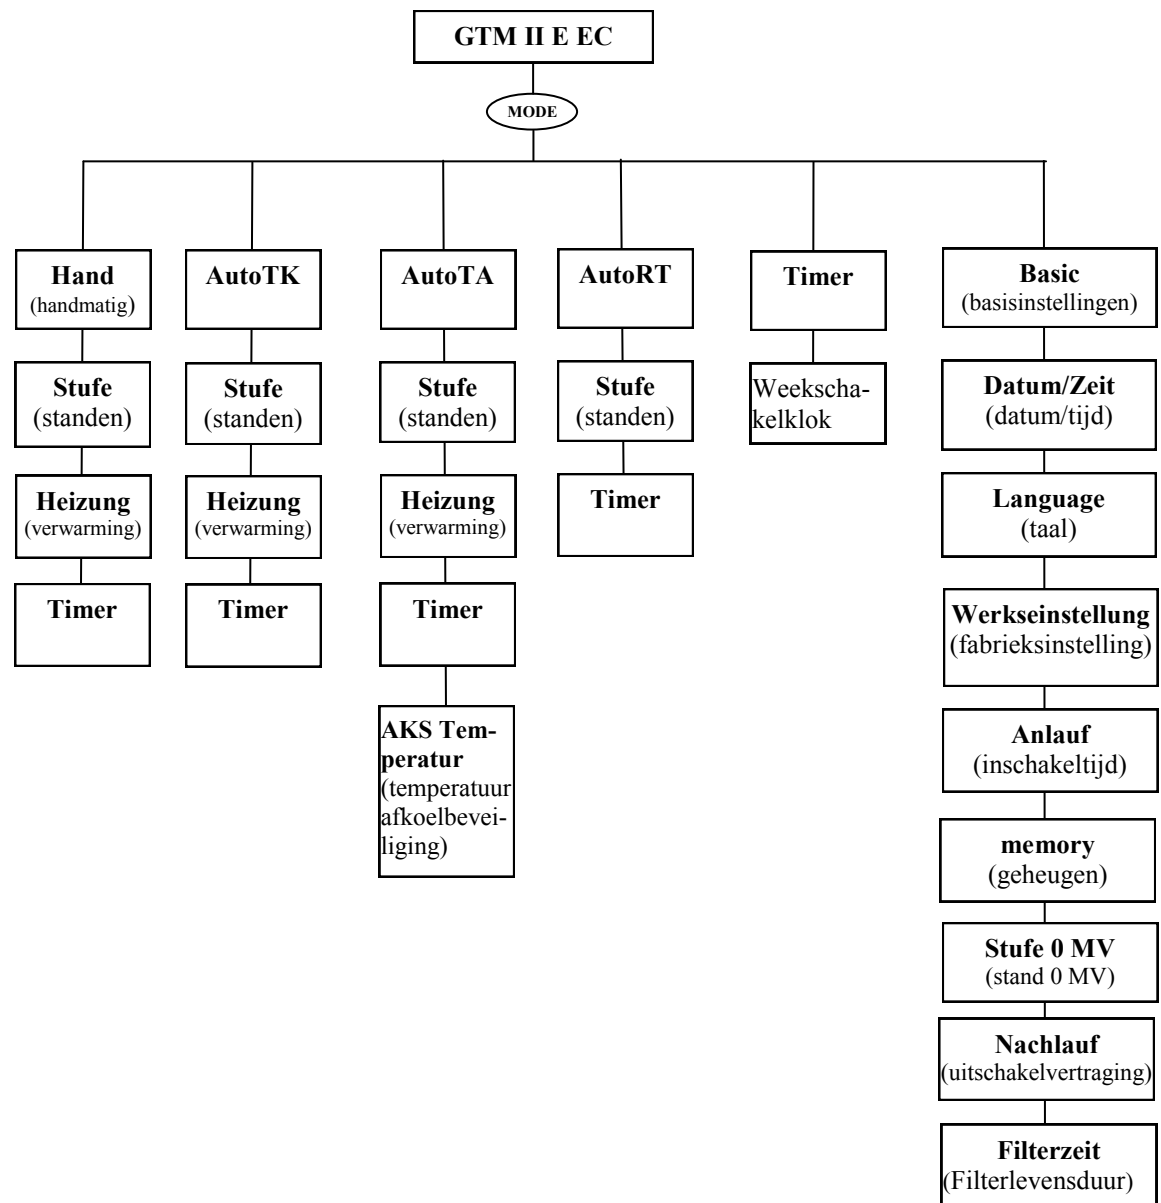 GTM II E EC
MODE
Hand
(handmatig)
AutoTK
AutoTA
AutoRT
Timer
Basic
(basisinstellingen)
Stufe
(standen)
Stufe
(standen)
Stufe
(standen)
Stufe
(standen)
Weekscha-
kelklok
Datum/Zeit
(datum/tijd)
Heizung
(verwarming)
Heizung
(verwarming)
Heizung
(verwarming)
Timer
Language
(taal)
Timer
Timer
Timer
Werkseinstellung
(fabrieksinstelling)
AKS Tem-
peratur
(temperatuur
afkoelbevei-
liging)
Anlauf
(inschakeltijd)
memory
(geheugen)
Stufe 0 MV
(stand 0 MV)
Nachlauf
(uitschakelvertraging)
Filterzeit
(Filterlevensduur)